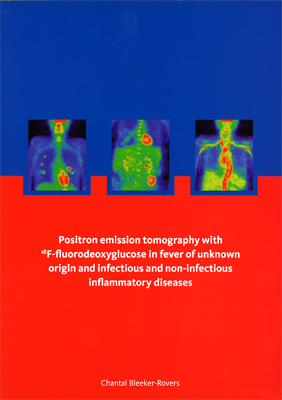 Positron emission tomography with
¹⁸F-fluorodeoxyglucose in fever of unknown
origin and infectious and non-infectious
inflammatory diseases
Chantal Bleeker-Rovers